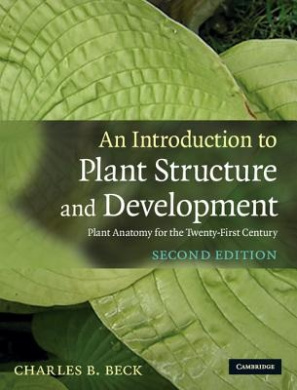 An Introduction to
Plant Structure
and Development
Plant Anatomy for the Twenty-First Century
SECOND EDITION
CHARLES B. BECK
CAMBRIDGE